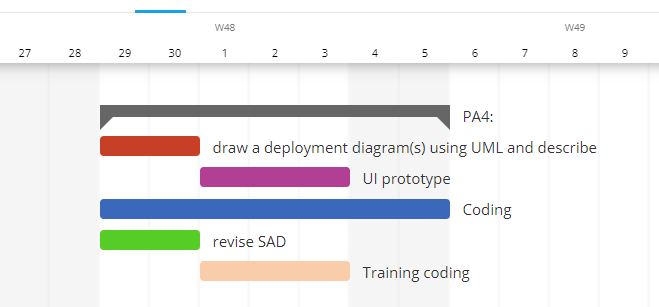 W48 W49
27 28 29 30 1 2 3 4 5 6 7 8 9
PA4:
draw a deployment diagram(s) using UML and describe
UI prototype
Coding
revise SAD
Training coding